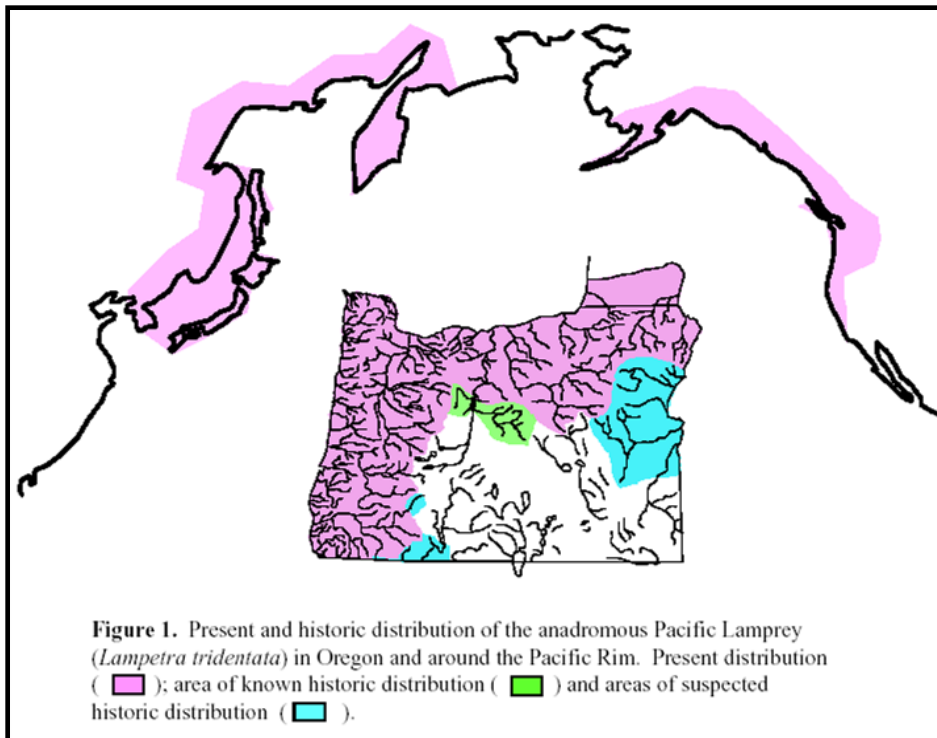 Figure 1. Present and historic distribution of the anadromous Pacific Lamprey
(Lampetra tridentata) in Oregon and around the Pacific Rim. Present distribution
( ); area of known historic distribution ( ) and areas of suspected
historic distribution ( ).